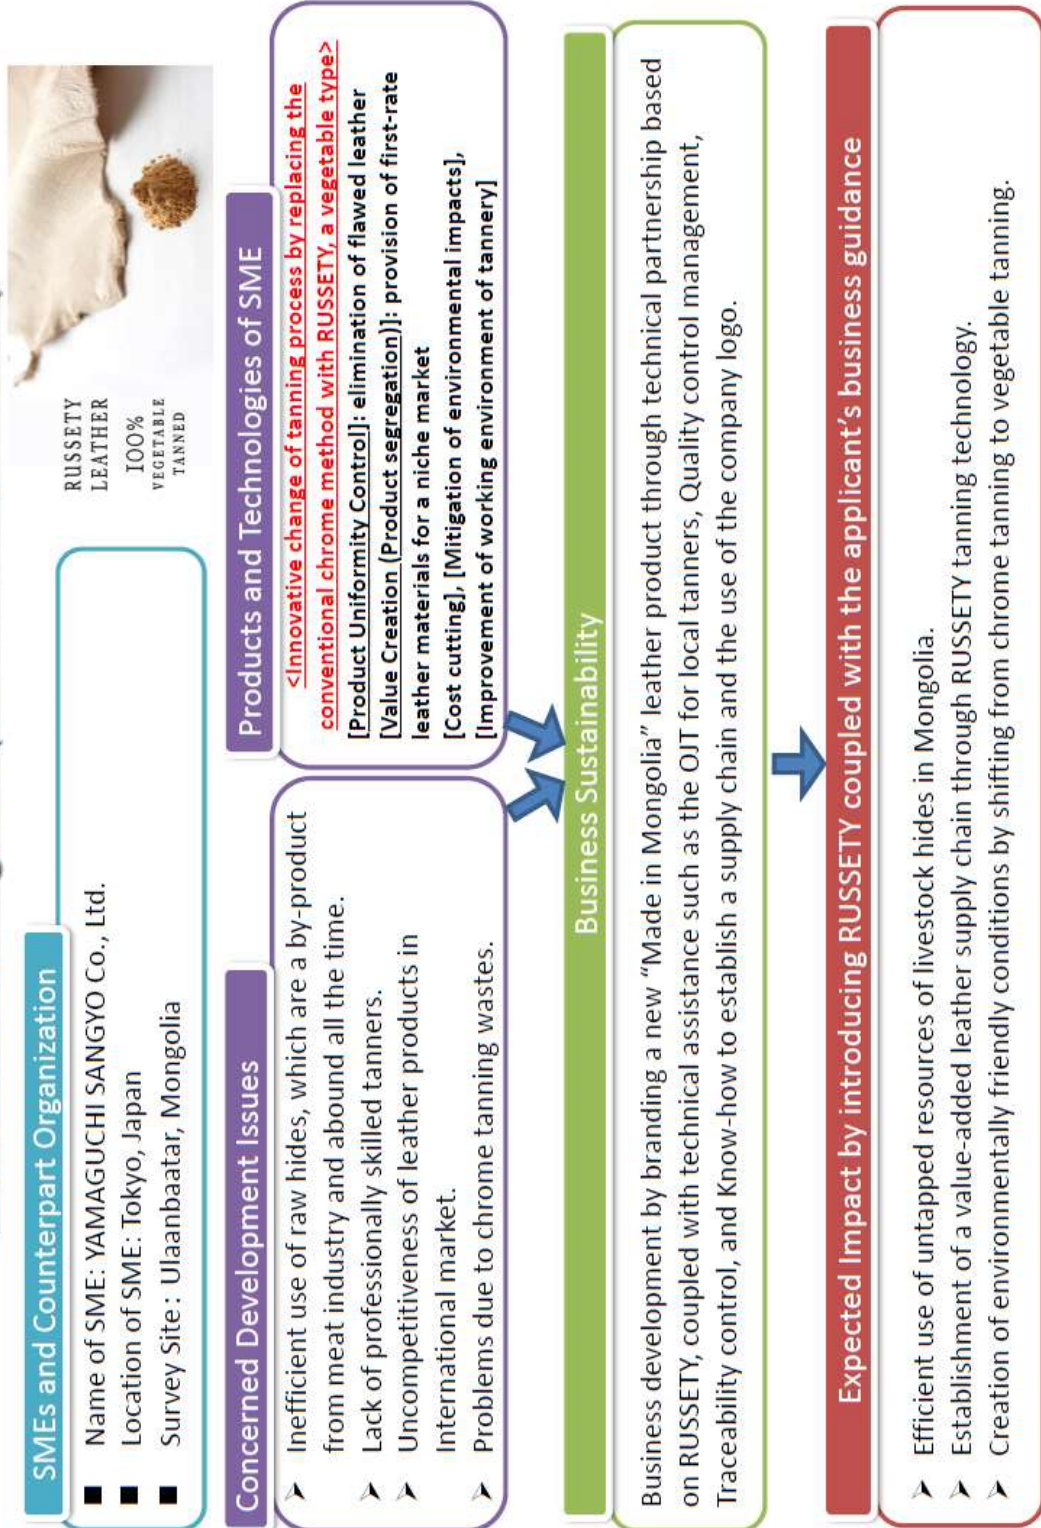 SMEs and Counterpart Organization
■ Name of SME: YAMAGUCHI SANGYO Co., Ltd.
■ Location of SME: Tokyo, Japan
■ Survey Site : Ulaanbaatar, Mongolia
RUSSETY
LEATHER
100%
VEGETABLE
TANNED
Concerned Development Issues
➢ Inefficient use of raw hides, which are a by-product
from meat industry and abound all the time.
➢ Lack of professionally skilled tanners.
➢ Uncompetitiveness of leather products in
International market.
➢ Problems due to chrome tanning wastes.
Products and Technologies of SME
<Innovative change of tanning process by replacing the
conventional chrome method with RUSSETY, a vegetable type>
[Product Uniformity Control]: elimination of flawed leather
[Value Creation (Product segregation)]: provision of first-rate
leather materials for a niche market
[Cost cutting], [Mitigation of environmental impacts],
[Improvement of working environment of tannery]
Business Sustainability
Business development by branding a new “Made in Mongolia” leather product through technical partnership based
on RUSSETY, coupled with technical assistance such as the OJT for local tanners, Quality control management,
Traceability control, and Know-how to establish a supply chain and the use of the company logo.
Expected Impact by introducing RUSSETY coupled with the applicant’s business guidance
➢ Efficient use of untapped resources of livestock hides in Mongolia.
➢ Establishment of a value-added leather supply chain through RUSSETY tanning technology.
➢ Creation of environmentally friendly conditions by shifting from chrome tanning to vegetable tanning.